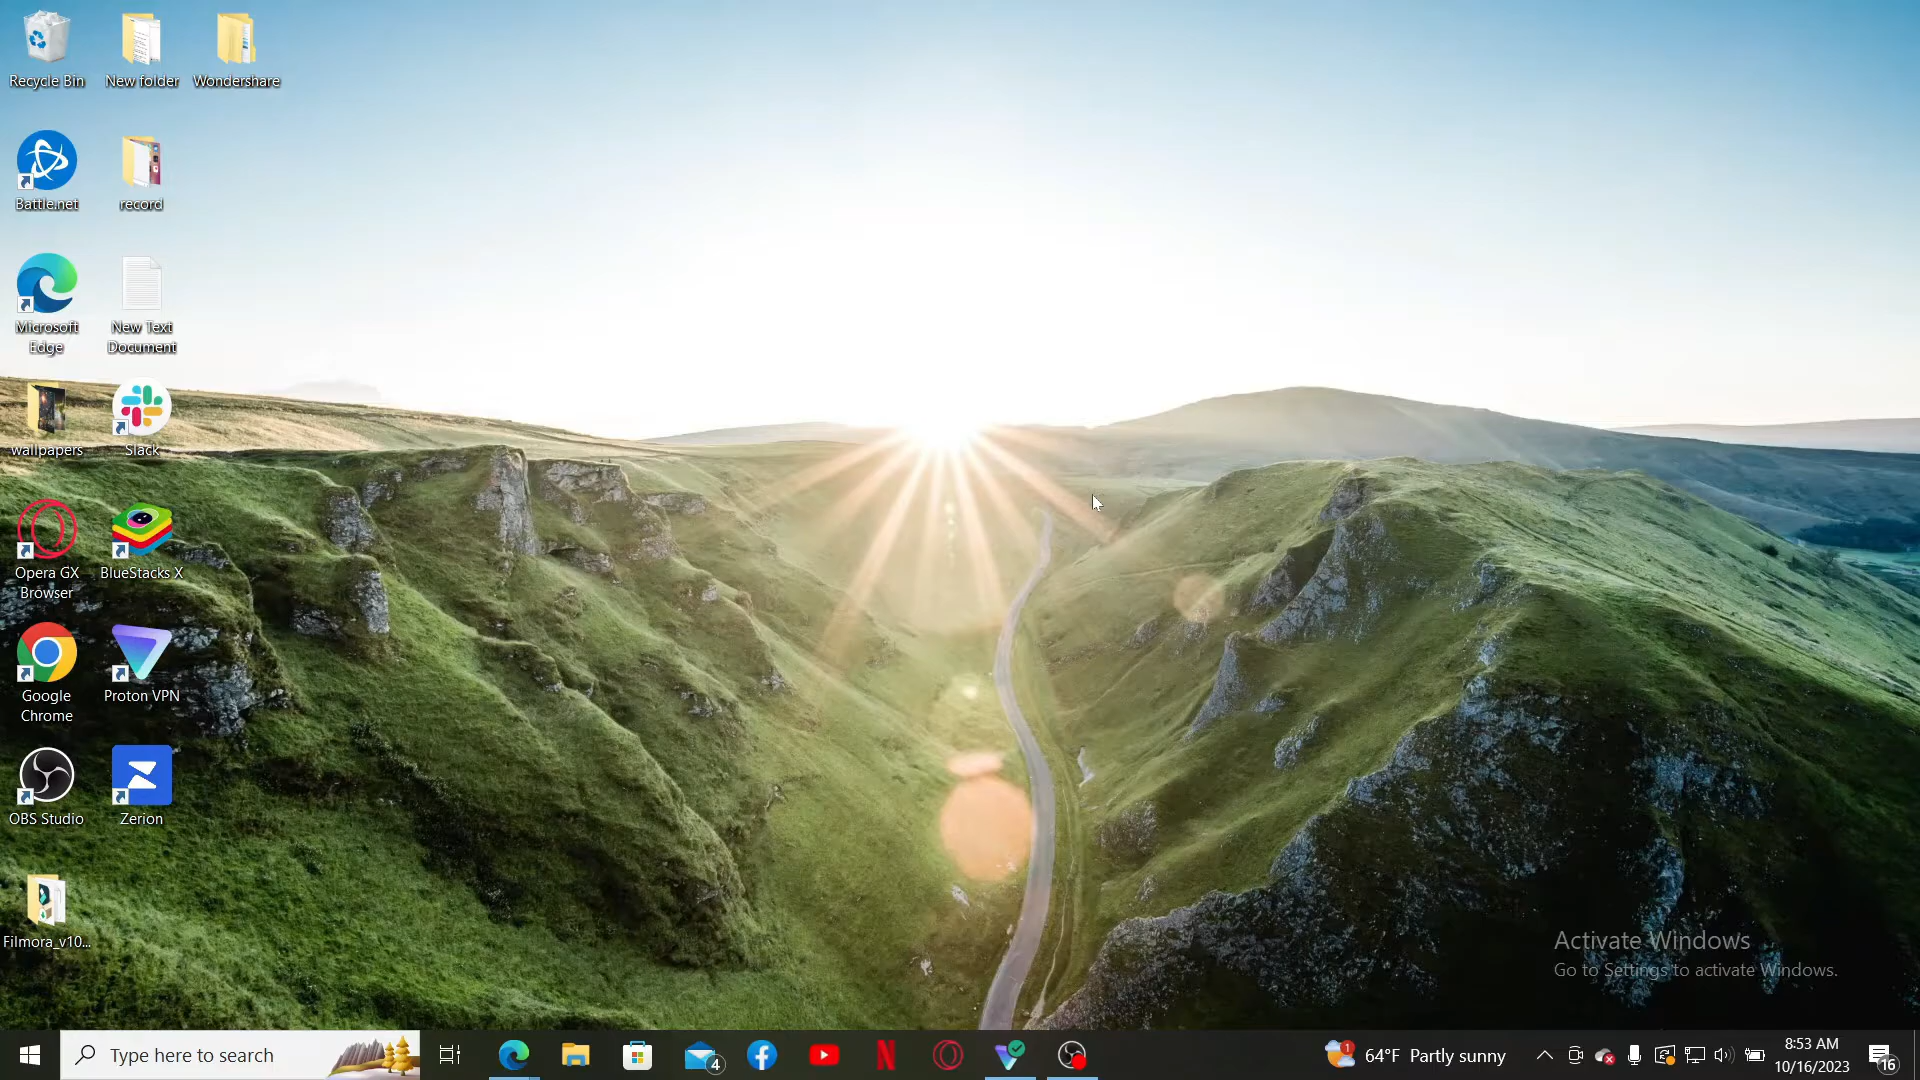 Recycle Bin
New folder
Wondershare
Battle.net
record
Microsoft
Edge
New Text
Document
wallpapers
Slack
Opera GX
Browser
BlueStacks X
Google
Chrome
Proton VPN
OBS Studio
Zerion
Filmora_v10...
Activate Windows
Go to Settings to activate Windows.
Type here to search
4
1
64°F Partly sunny
8:53 AM
10/16/2023
16